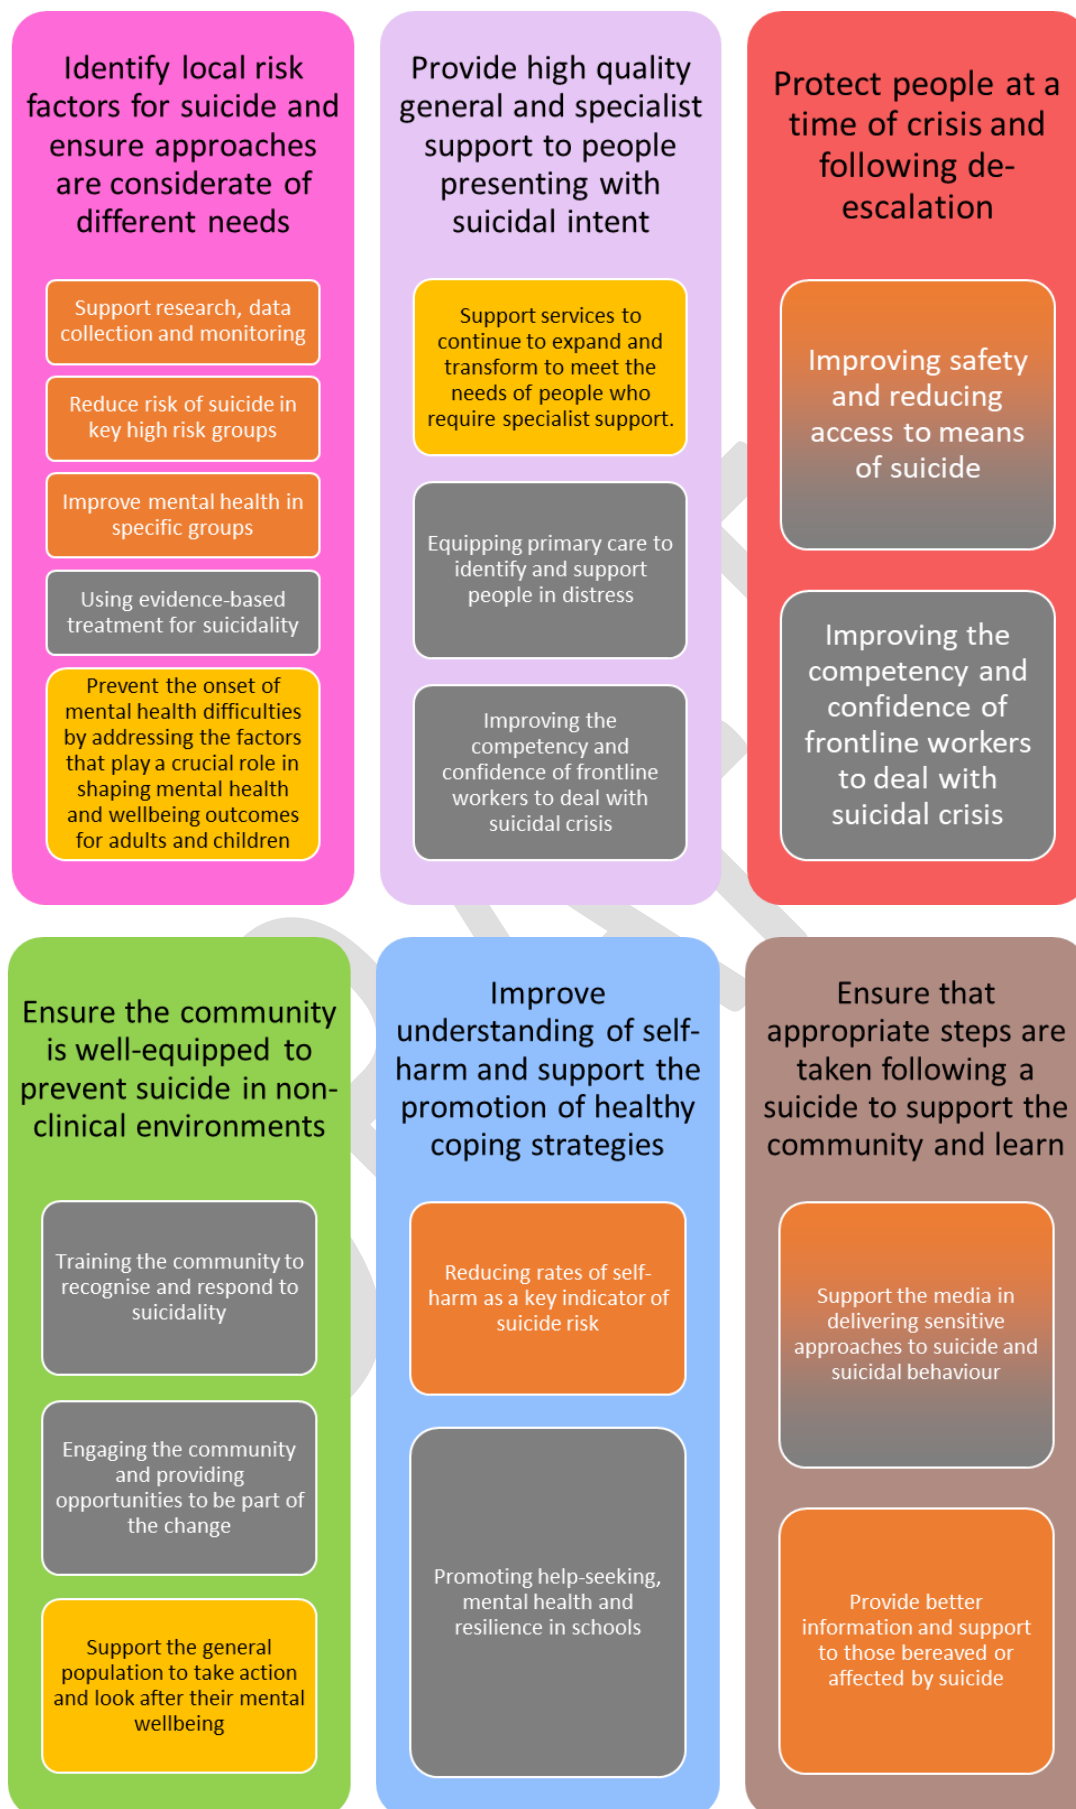 Identify local risk
factors for suicide and
ensure approaches
are considerate of
different needs
Support research, data
collection and monitoring
Reduce risk of suicide in
key high risk groups
Improve mental health in
specific groups
Using evidence-based
treatment for suicidality
Prevent the onset of
mental health difficulties
by addressing the factors
that play a crucial role in
shaping mental health
and wellbeing outcomes
for adults and children
Provide high quality
general and specialist
support to people
presenting with
suicidal intent
Support services to
continue to expand and
transform to meet the
needs of people who
require specialist support.
Equipping primary care to
identify and support
people in distress
Improving the
competency and
confidence of frontline
workers to deal with
suicidal crisis
Protect people at a
time of crisis and
following de-
escalation
Improving safety
and reducing
access to means
of suicide
Improving the
competency and
confidence of
frontline workers
to deal with
suicidal crisis
Ensure the community
is well-equipped to
prevent suicide in non-
clinical environments
Training the community to
recognise and respond to
suicidality
Engaging the community
and providing
opportunities to be part of
the change
Support the general
population to take action
and look after their mental
wellbeing
Improve
understanding of self-
harm and support the
promotion of healthy
coping strategies
Reducing rates of self-
harm as a key indicator of
suicide risk
Promoting help-seeking,
mental health and
resilience in schools
Ensure that
appropriate steps are
taken following a
suicide to support the
community and learn
Support the media in
delivering sensitive
approaches to suicide and
suicidal behaviour
Provide better
information and support
to those bereaved or
affected by suicide